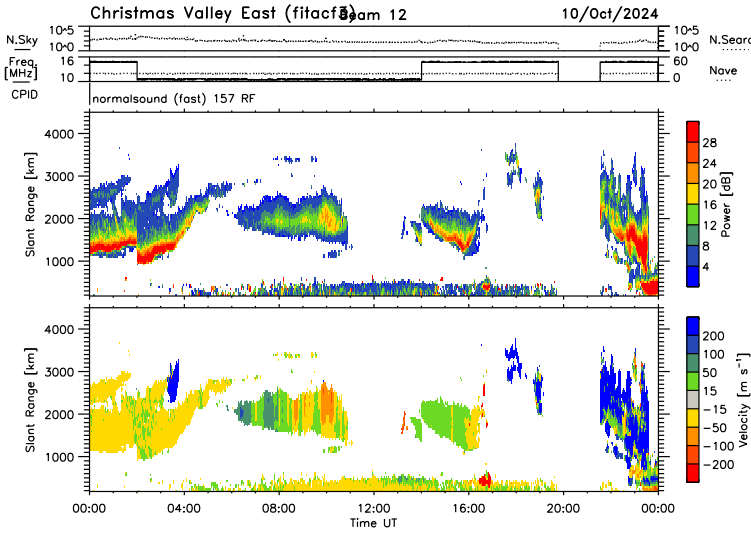 Christmas Valley East (fitacf3) Beam 12 10/Oct/2024
N.Sky 10^5 10^0 10^5 10^0 N.Search
Freq. [MHz] 16 10 60 0 Nave
CPID normalsound (fast) 157 RF
Slant Range [km] 4000 3000 2000 1000
28 24 20 16 12 8 4 Power [dB]
Slant Range [km] 4000 3000 2000 1000
200 100 50 15 −15 −50 −100 −200 Velocity [m s⁻¹]
00:00 04:00 08:00 12:00 16:00 20:00 00:00
Time UT